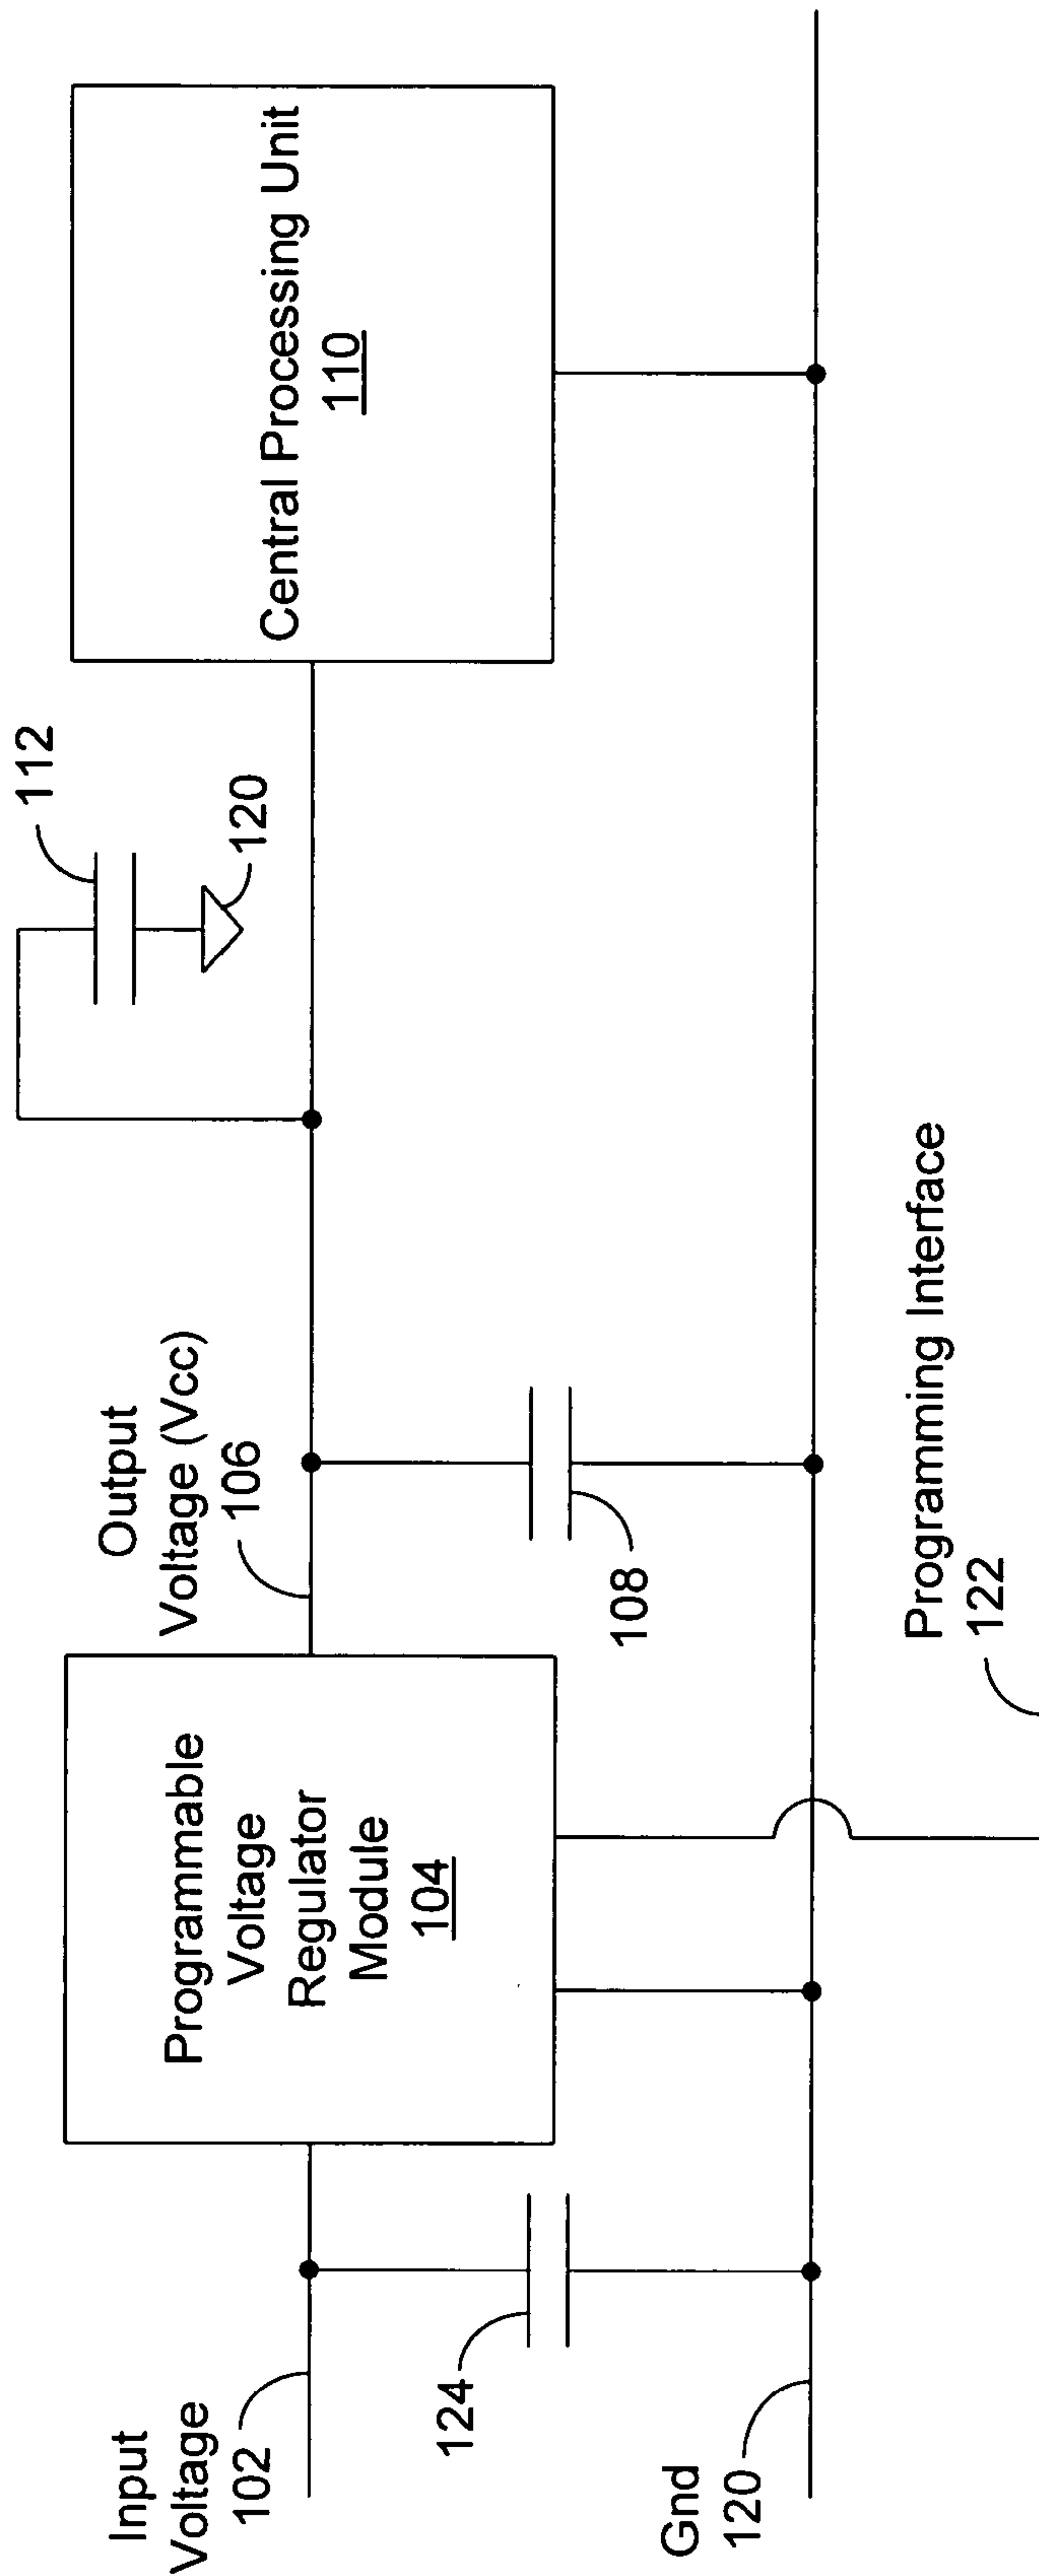 Input
Voltage
102
124
Gnd
120
Programmable
Voltage
Regulator
Module
104
Output
Voltage (Vcc)
106
108
Programming Interface
122
112
120
Central Processing Unit
110